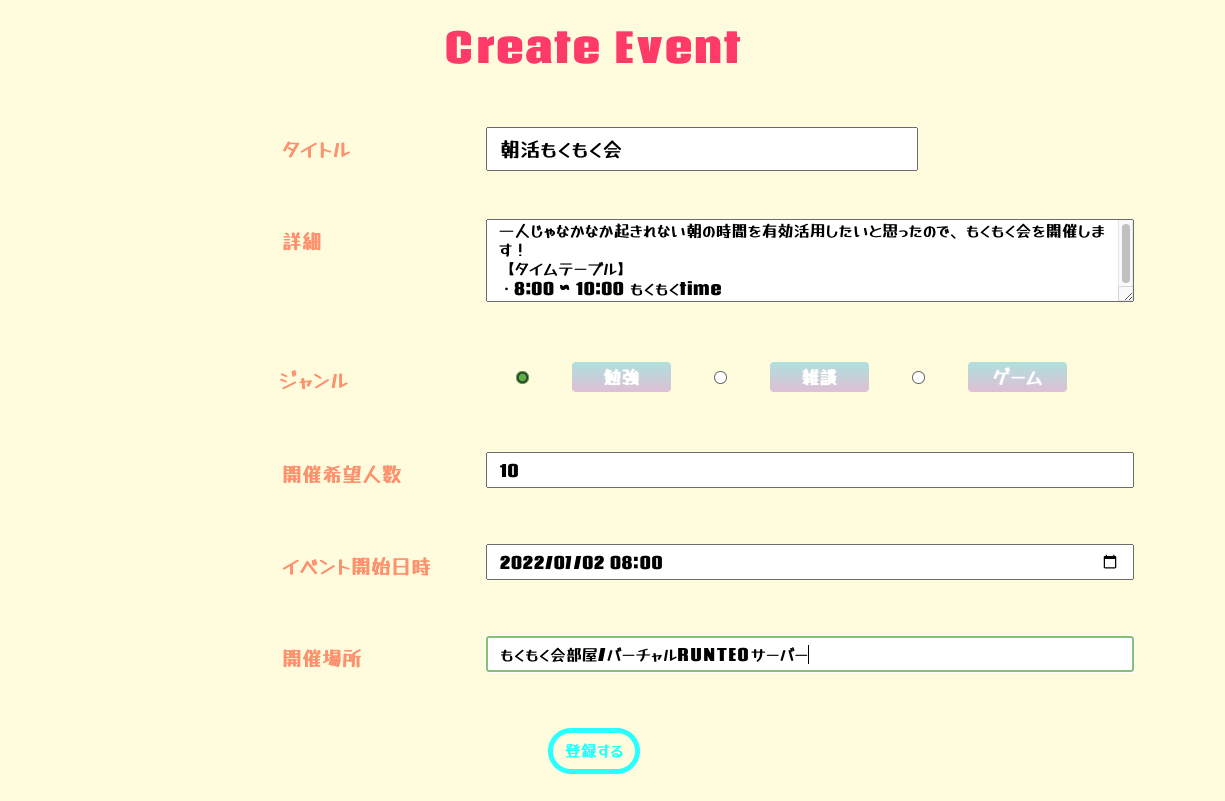 Create Event
タイトル
朝活もくもく会
詳細
一人じゃなかなか起きれない朝の時間を有効活用したいと思ったので、もくもく会を開催しま
す！
【タイムテーブル】
・8:00 ~ 10:00 もくもくtime
ジャンル
勉強 雑談 ゲーム
開催希望人数
10
イベント開始日時
2022/07/02 08:00
開催場所
もくもく会部屋/バーチャルRUNTEQサーバー
登録する